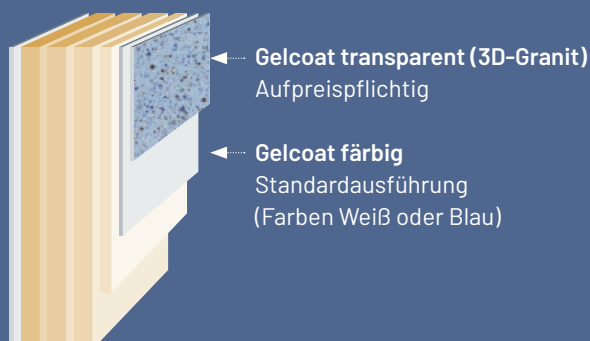 Gelcoat transparent (3D-Granit)
Aufpreispflichtig
Gelcoat färbig
Standardausführung
(Farben Weiß oder Blau)